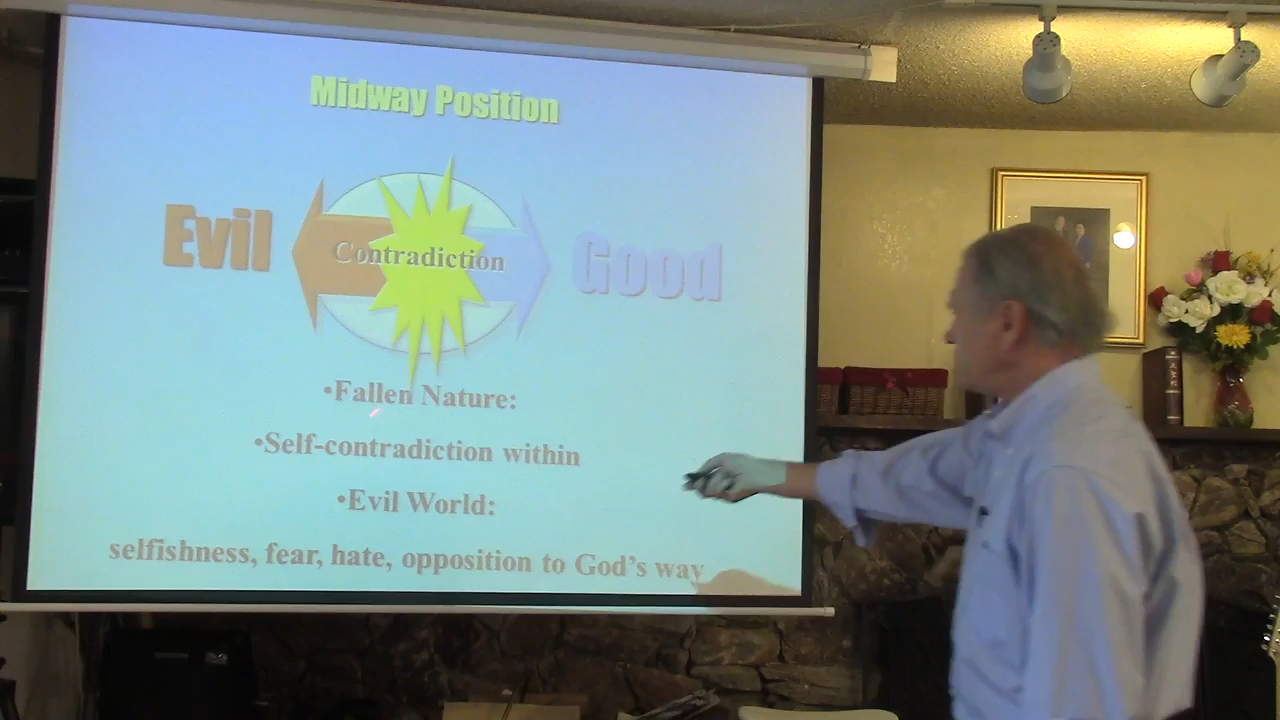 Midway Position
Evil
Contradiction
Good
•Fallen Nature:
•Self-contradiction within
•Evil World:
selfishness, fear, hate, opposition to God's way